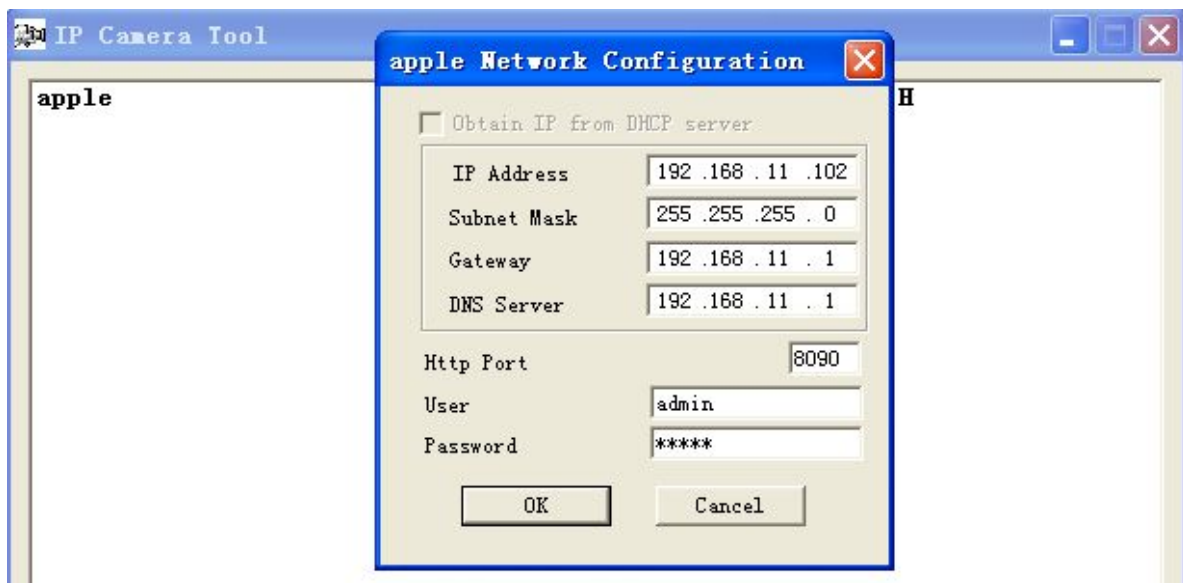 IP Camera Tool
apple Network Configuration
apple
H
Obtain IP from DHCP server
IP Address 192 .168 . 11 .102
Subnet Mask 255 .255 .255 . 0
Gateway 192 .168 . 11 . 1
DNS Server 192 .168 . 11 . 1
Http Port 8090
User admin
Password *****
OK Cancel